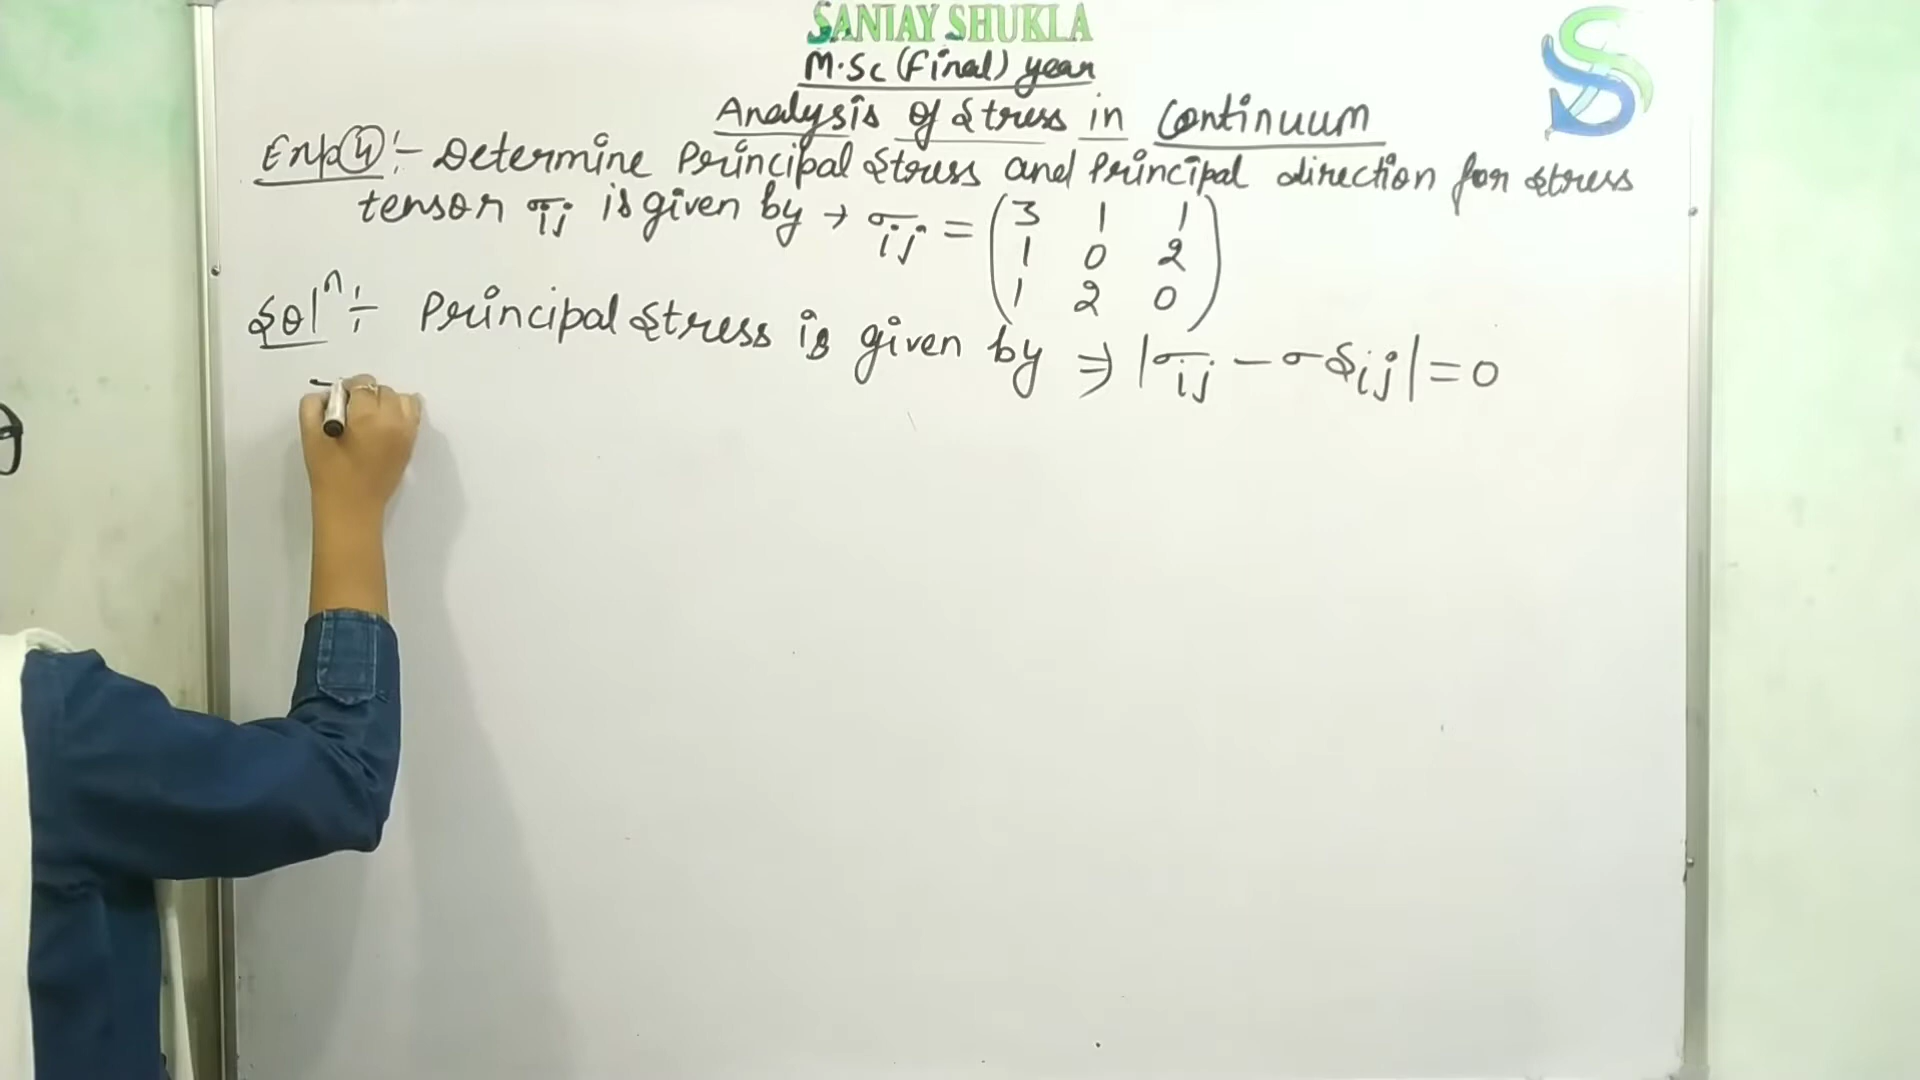 SANJAY SHUKLA
M.Sc (Final) year
Analysis of Stress in Continuum
Exp (4) :- Determine Principal Stress and Principal direction for stress
tensor σij is given by → σij = (3 1 1
1 0 2
1 2 0)
Solⁿ :- Principal Stress is given by ⇒ |σij - σδij| = 0